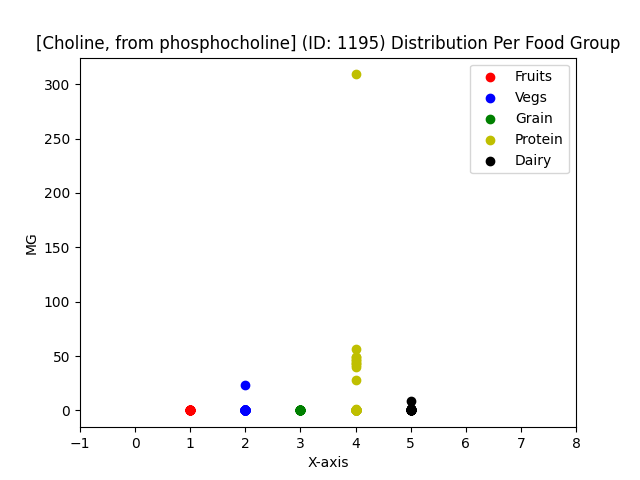 [Choline, from phosphocholine] (ID: 1195) Distribution Per Food Group
300
250
200
150
100
50
0
MG
−1 0 1 2 3 4 5 6 7 8
X-axis
Fruits
Vegs
Grain
Protein
Dairy